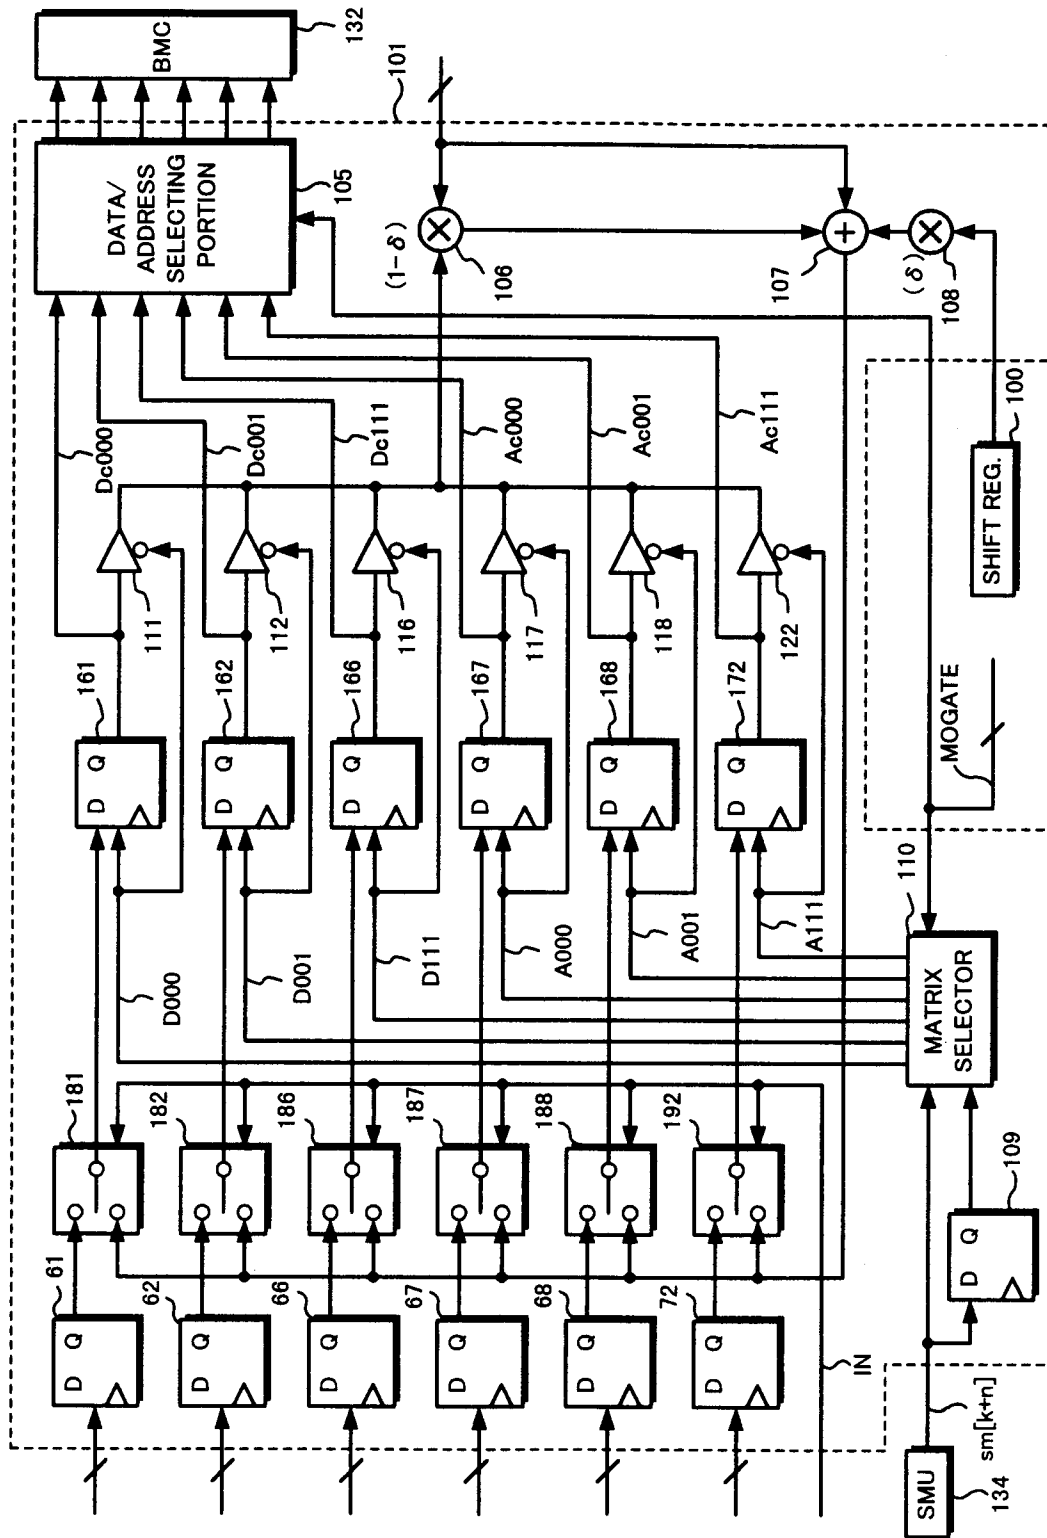 BMC
132
101
DATA/
ADDRESS
SELECTING
PORTION
105
(1-δ)
106
107
(δ)
108
Dc000
Dc001
Dc111
Ac000
Ac001
Ac111
100
SHIFT REG.
111
112
116
117
118
122
161
162
166
167
168
172
D Q
D Q
D Q
D Q
D Q
D Q
MOGATE
110
D000
D001
D111
A000
A001
A111
MATRIX
SELECTOR
181
182
186
187
188
192
109
D Q
61
62
66
67
68
72
D Q
D Q
D Q
D Q
D Q
D Q
IN
sm[k+n]
SMU
134